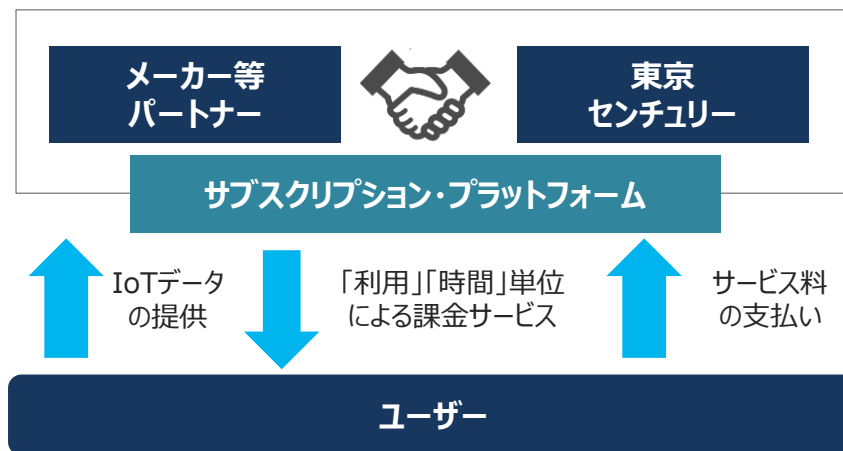 メーカー等
パートナー
東京
センチュリー
サブスクリプション・プラットフォーム
IoTデータ
の提供
「利用」「時間」単位
による課金サービス
サービス料
の支払い
ユーザー